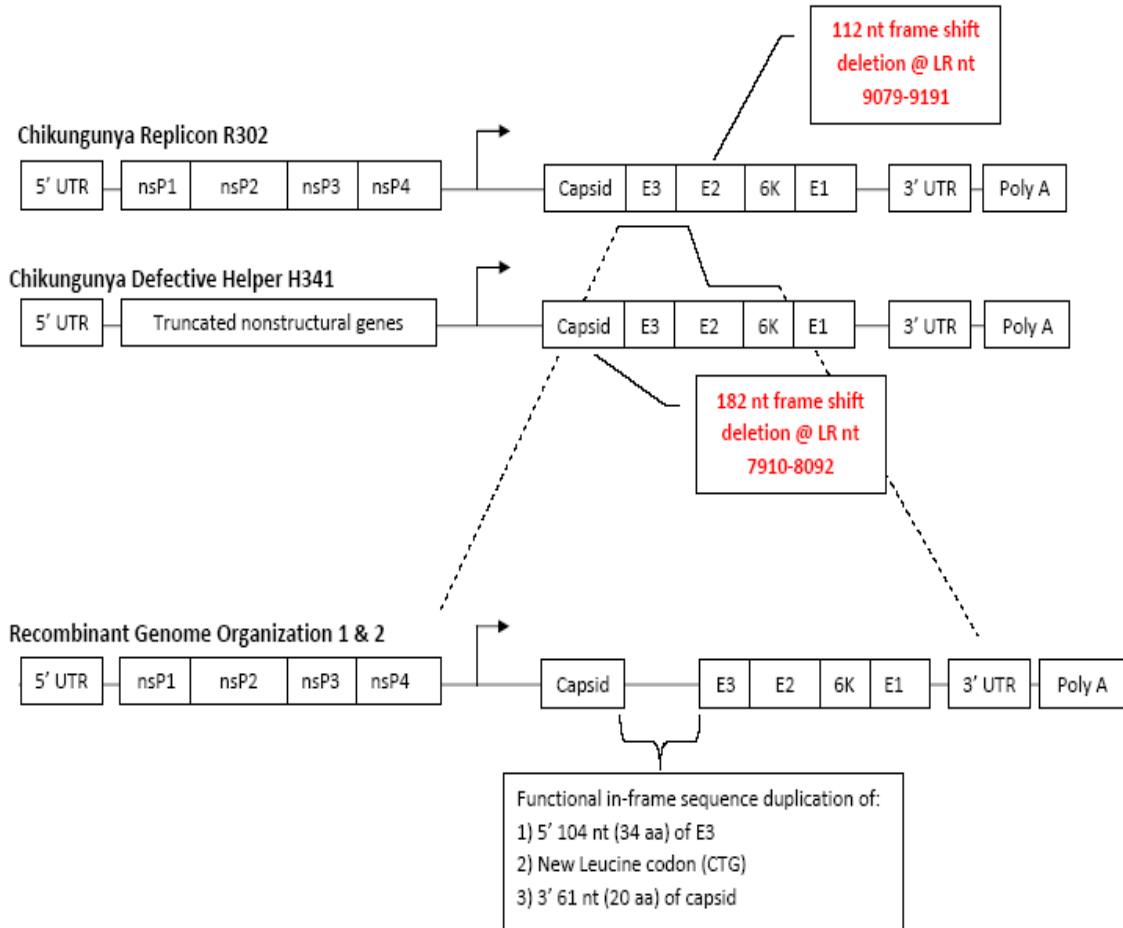 112 nt frame shift
deletion @ LR nt
9079-9191
Chikungunya Replicon R302
5' UTR nsP1 nsP2 nsP3 nsP4 Capsid E3 E2 6K E1 3' UTR Poly A
Chikungunya Defective Helper H341
5' UTR Truncated nonstructural genes Capsid E3 E2 6K E1 3' UTR Poly A
182 nt frame shift
deletion @ LR nt
7910-8092
Recombinant Genome Organization 1 & 2
5' UTR nsP1 nsP2 nsP3 nsP4 Capsid E3 E2 6K E1 3' UTR Poly A
Functional in-frame sequence duplication of:
1) 5' 104 nt (34 aa) of E3
2) New Leucine codon (CTG)
3) 3' 61 nt (20 aa) of capsid